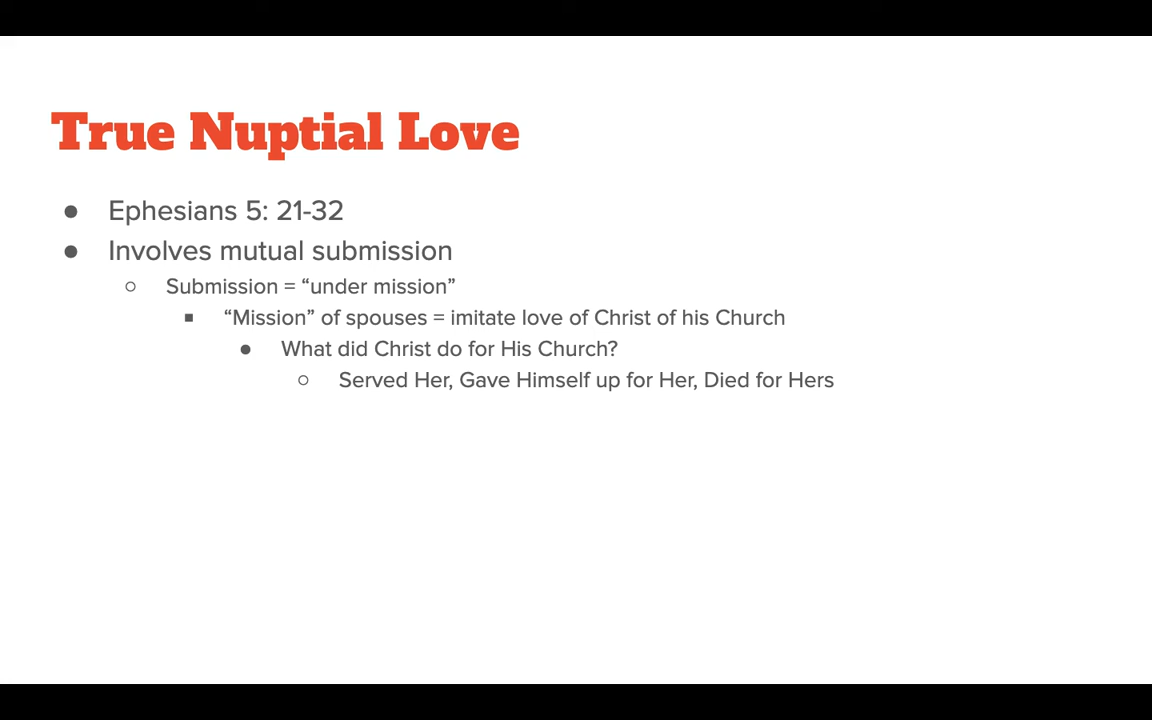 True Nuptial Love
● Ephesians 5: 21-32
● Involves mutual submission
○ Submission = “under mission”
■ “Mission” of spouses = imitate love of Christ of his Church
● What did Christ do for His Church?
○ Served Her, Gave Himself up for Her, Died for Hers